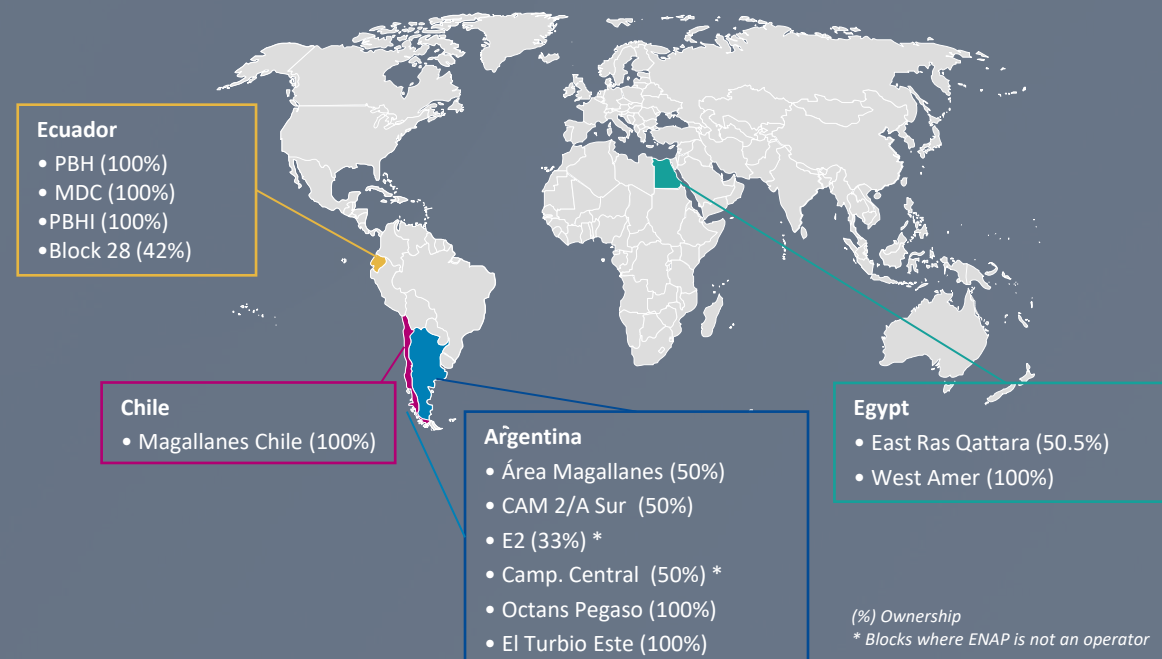 Ecuador
• PBH (100%)
• MDC (100%)
•PBHI (100%)
•Block 28 (42%)
Chile
• Magallanes Chile (100%)
Argentina
• Área Magallanes (50%)
• CAM 2/A Sur (50%)
• E2 (33%) *
• Camp. Central (50%) *
• Octans Pegaso (100%)
• El Turbio Este (100%)
Egypt
• East Ras Qattara (50.5%)
• West Amer (100%)
(%) Ownership
* Blocks where ENAP is not an operator